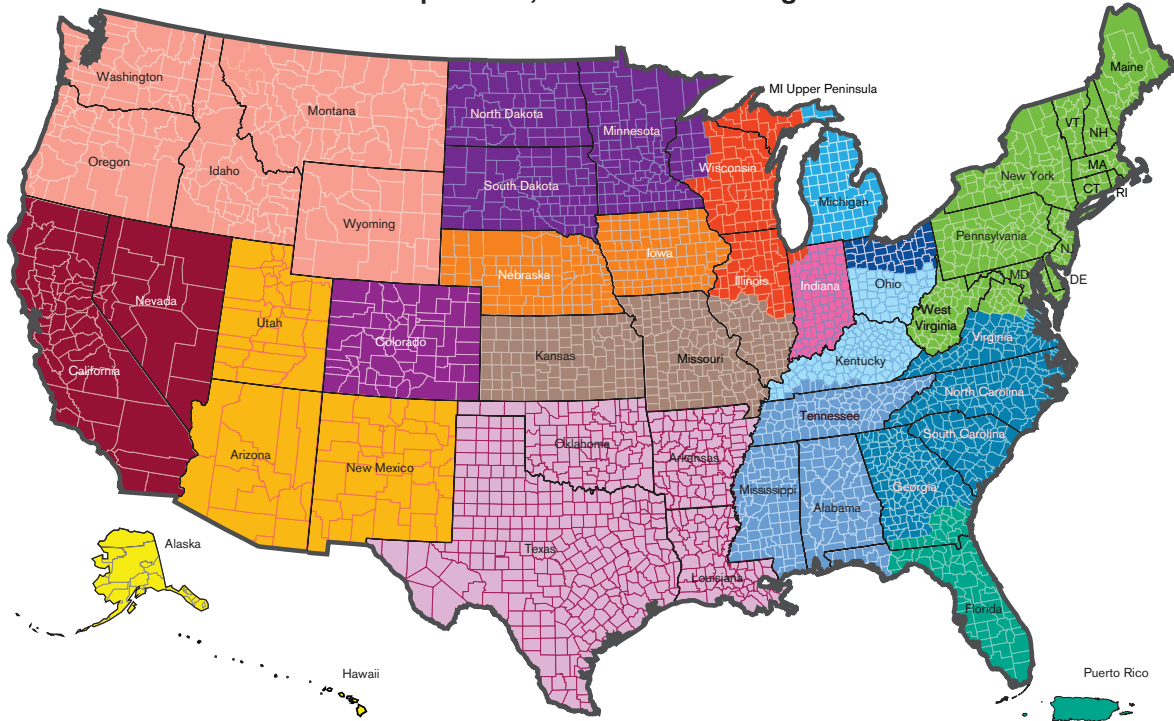 MI Upper Peninsula
Maine
Washington
North Dakota
Montana
Minnesota
VT
NH
Oregon
Idaho
Wisconsin
New York
MA
South Dakota
CT
RI
Wyoming
Michigan
Pennsylvania
NJ
Iowa
Nebraska
MD
DE
Nevada
Illinois
Indiana
Ohio
Utah
West
Virginia
Virginia
Colorado
Kansas
Missouri
Kentucky
California
North Carolina
Tennessee
South Carolina
Oklahoma
Arizona
New Mexico
Arkansas
Georgia
Mississippi
Alabama
Alaska
Texas
Louisiana
Florida
Hawaii
Puerto Rico